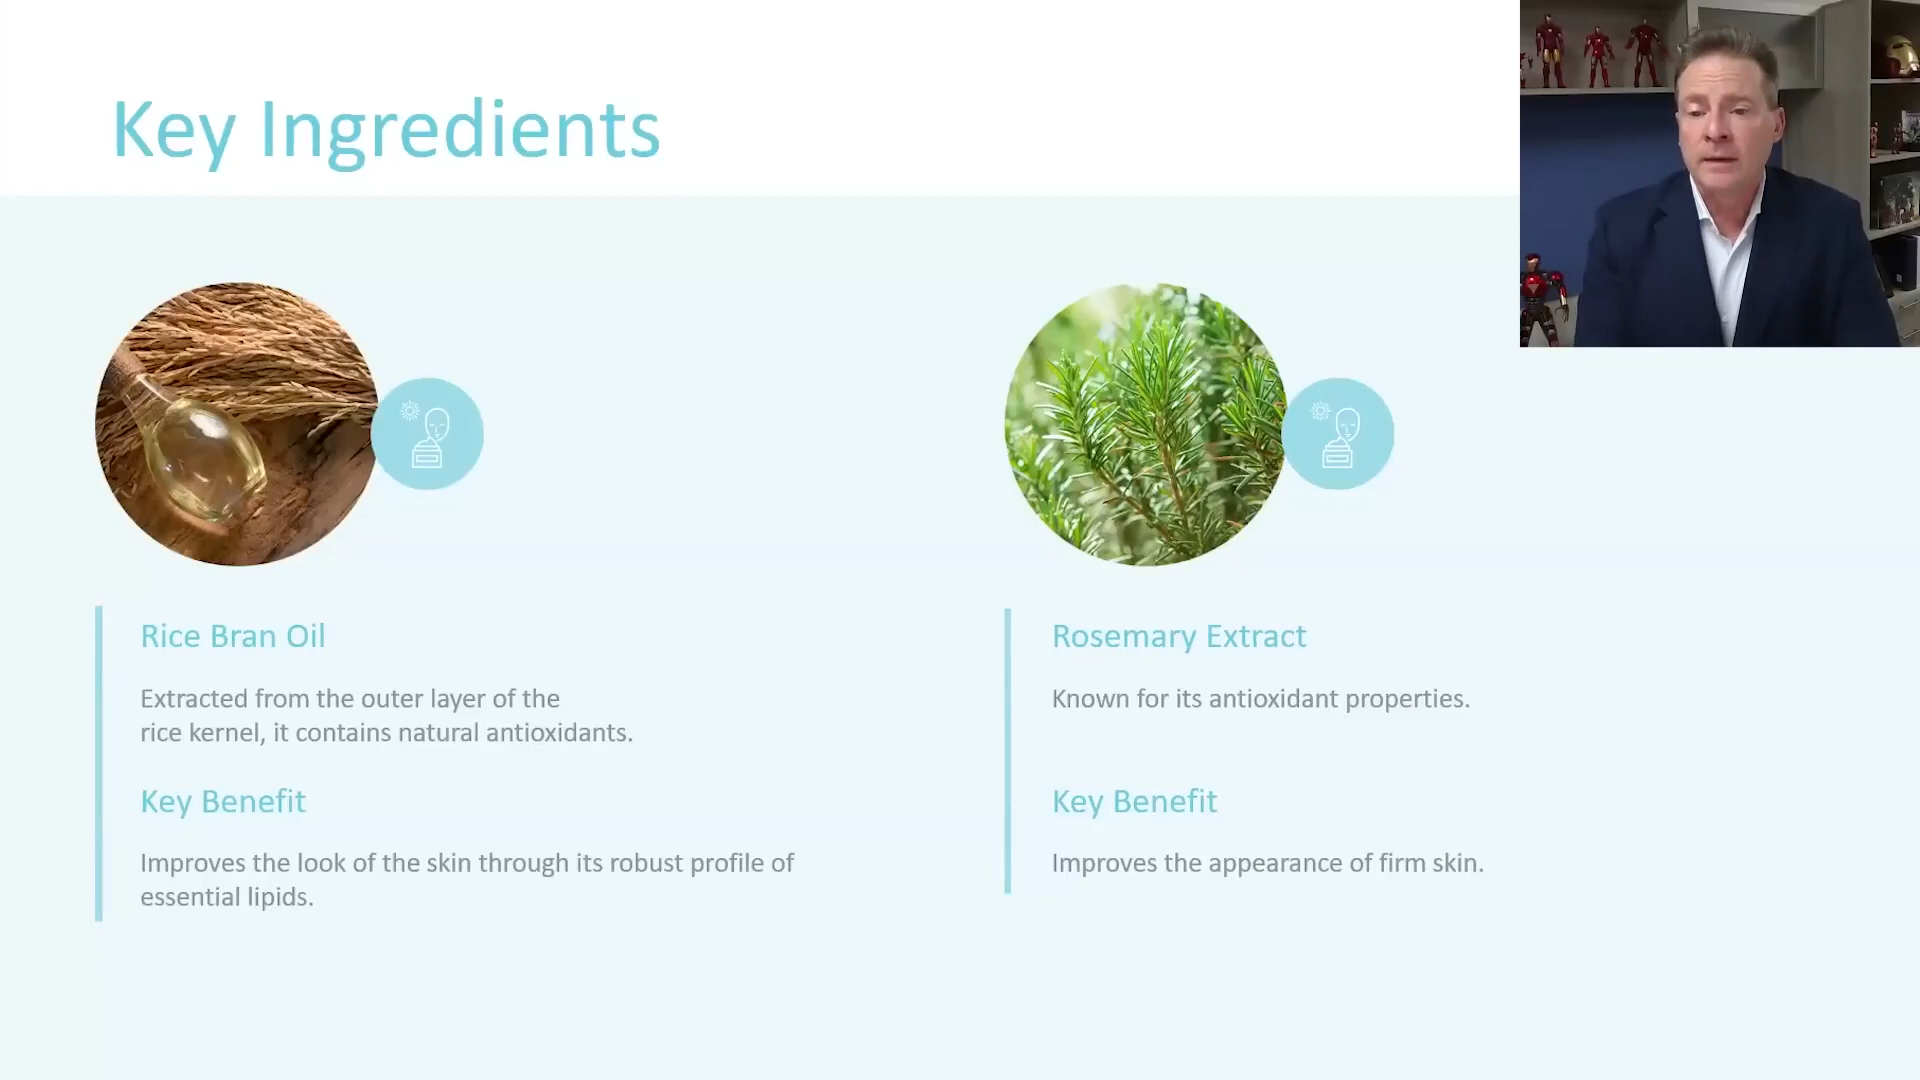 Key Ingredients
Rice Bran Oil
Extracted from the outer layer of the
rice kernel, it contains natural antioxidants.
Key Benefit
Improves the look of the skin through its robust profile of
essential lipids.
Rosemary Extract
Known for its antioxidant properties.
Key Benefit
Improves the appearance of firm skin.